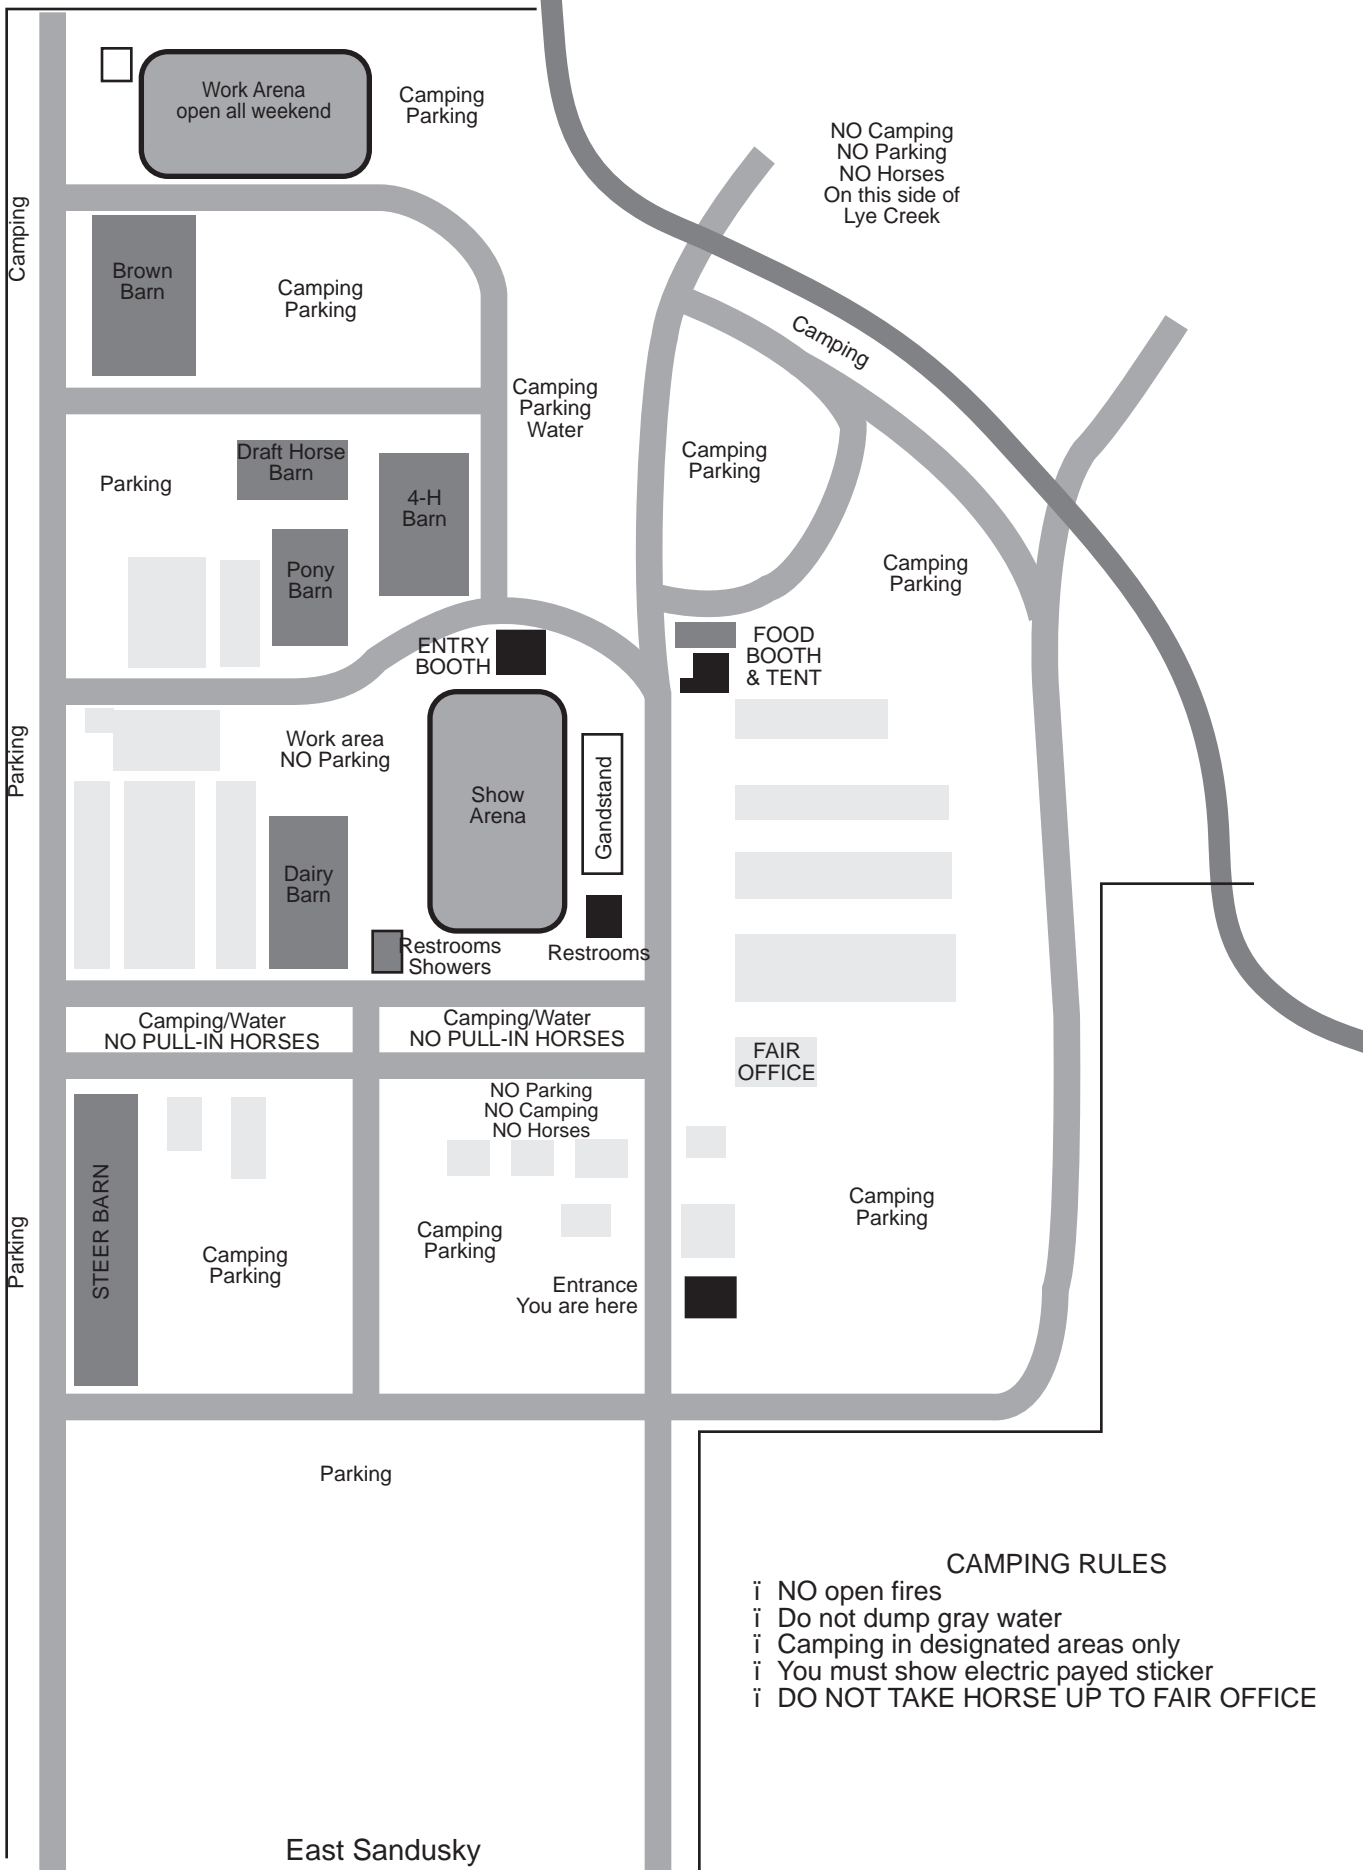 Work Arena
open all weekend
Camping
Parking
NO Camping
NO Parking
NO Horses
On this side of
Lye Creek
Camping
Brown
Barn
Camping
Parking
Camping
Camping
Parking
Water
Camping
Parking
Draft Horse
Barn
Parking
4-H
Barn
Pony
Barn
Camping
Parking
ENTRY
BOOTH
FOOD
BOOTH
& TENT
Parking
Work area
NO Parking
Show
Arena
Gandstand
Dairy
Barn
Restrooms
Showers
Restrooms
Camping/Water
NO PULL-IN HORSES
Camping/Water
NO PULL-IN HORSES
FAIR
OFFICE
NO Parking
NO Camping
NO Horses
STEER BARN
Parking
Camping
Parking
Camping
Parking
Camping
Parking
Entrance
You are here
Parking
CAMPING RULES
ï NO open fires
ï Do not dump gray water
ï Camping in designated areas only
ï You must show electric payed sticker
ï DO NOT TAKE HORSE UP TO FAIR OFFICE
East Sandusky